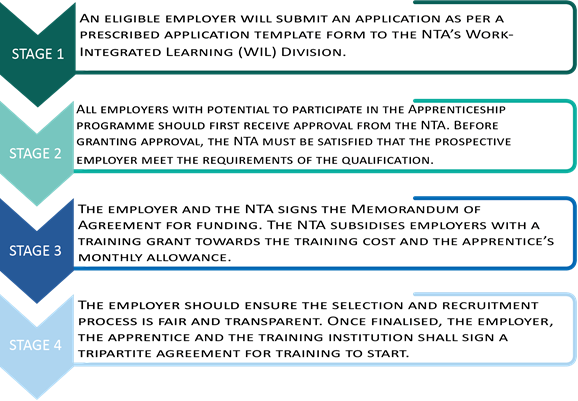 STAGE 1
An eligible employer will submit an application as per a
prescribed application template form to the NTA's Work-
Integrated Learning (WIL) Division.
STAGE 2
All employers with potential to participate in the Apprenticeship
programme should first receive approval from the NTA. Before
granting approval, the NTA must be satisfied that the prospective
employer meet the requirements of the qualification.
STAGE 3
The employer and the NTA signs the Memorandum of
Agreement for funding. The NTA subsidises employers with a
training grant towards the training cost and the apprentice's
monthly allowance.
STAGE 4
The employer should ensure the selection and recruitment
process is fair and transparent. Once finalised, the employer,
the apprentice and the training institution shall sign a
tripartite agreement for training to start.